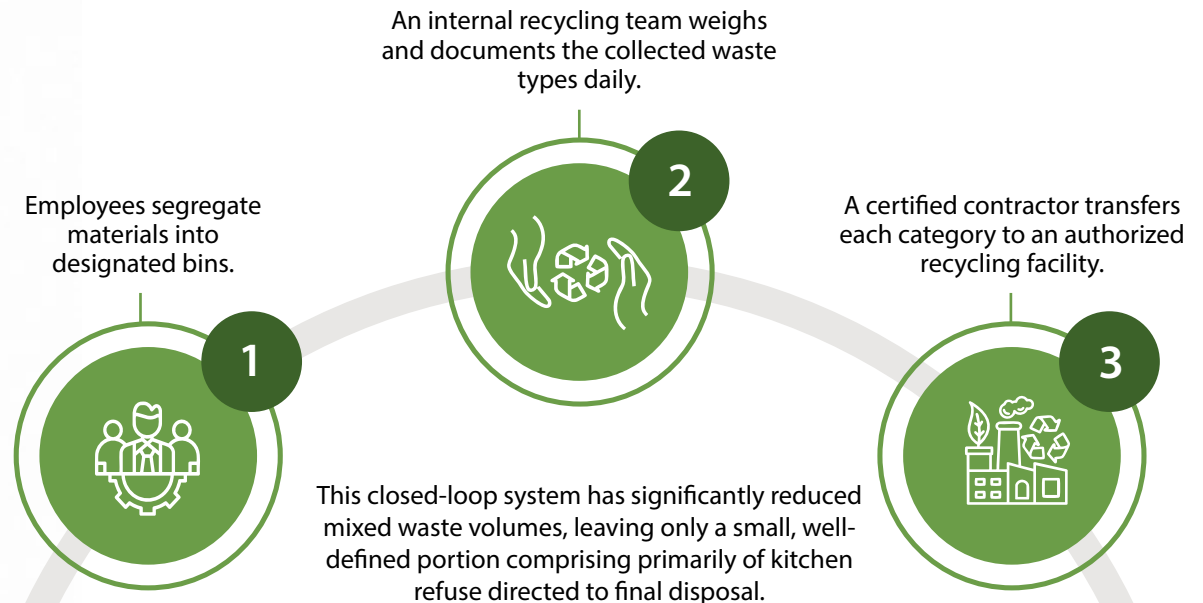 Employees segregate
materials into
designated bins.
1
An internal recycling team weighs
and documents the collected waste
types daily.
2
A certified contractor transfers
each category to an authorized
recycling facility.
3
This closed-loop system has significantly reduced
mixed waste volumes, leaving only a small, well-
defined portion comprising primarily of kitchen
refuse directed to final disposal.